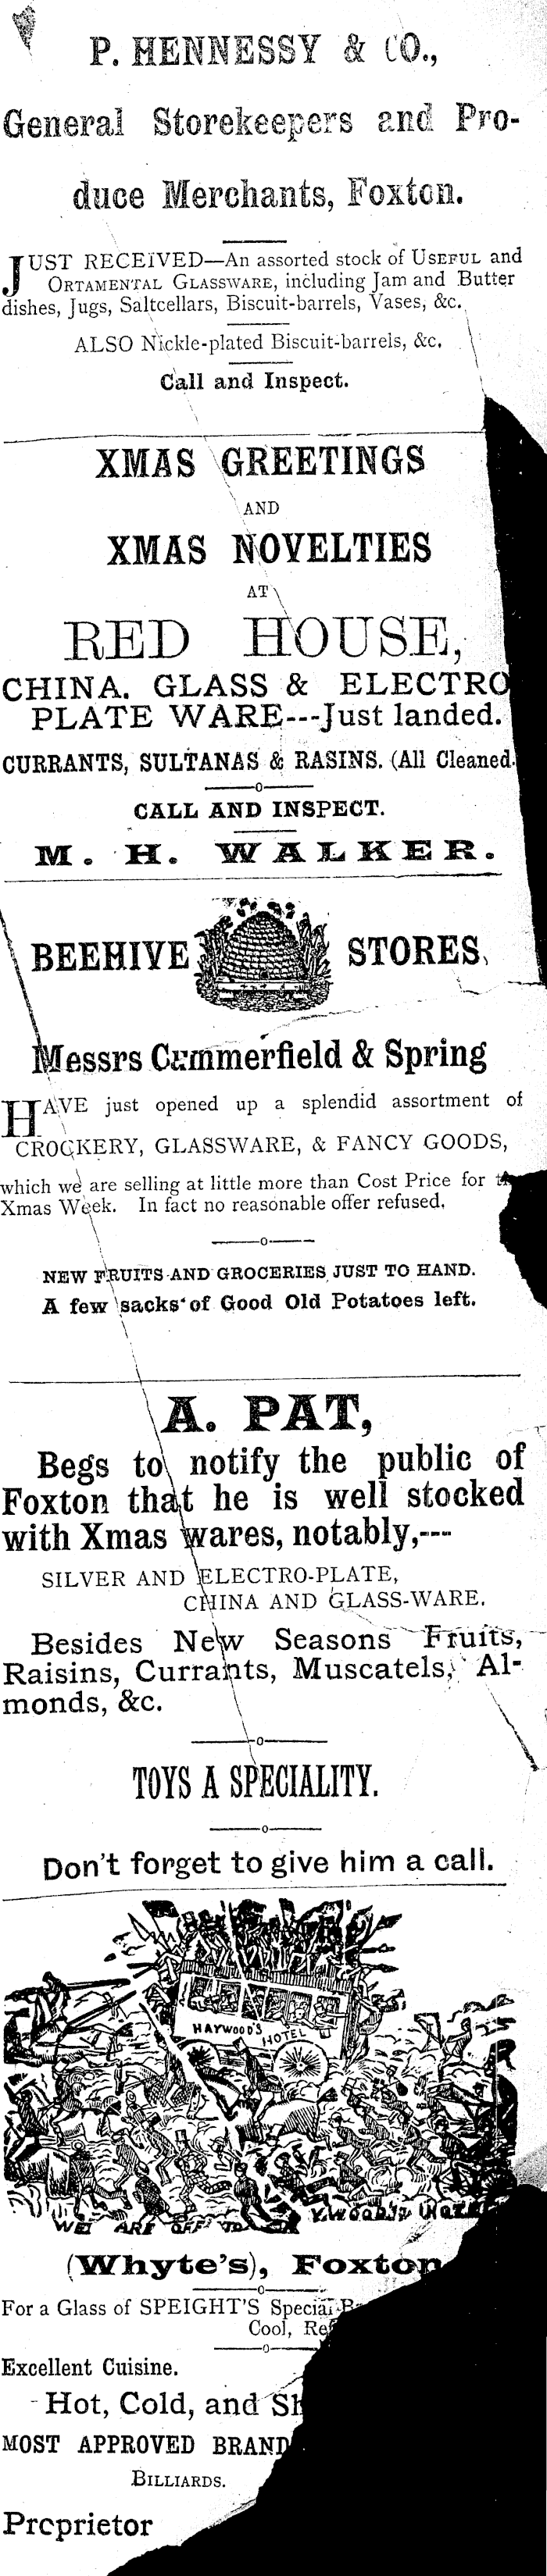 P. HENNESSY & CO.,
General Storekeepers and Pro-
duce Merchants, Foxton.
JUST RECEIVED—An assorted stock of USEFUL and
ORTAMENTAL GLASSWARE, including Jam and Butter
dishes, Jugs, Saltcellars, Biscuit-barrels, Vases, &c.
ALSO Nickle-plated Biscuit-barrels, &c.
Call and Inspect.
XMAS GREETINGS
AND
XMAS NOVELTIES
AT
RED HOUSE,
CHINA. GLASS & ELECTRO
PLATE WARE---Just landed.
CURRANTS, SULTANAS & RASINS. (All Cleaned.
—o—
CALL AND INSPECT.
M. H. WALKER.
BEEHIVE STORES,
Messrs Cammerfield & Spring
HAVE just opened up a splendid assortment of
CROCKERY, GLASSWARE, & FANCY GOODS,
which we are selling at little more than Cost Price for
Xmas Week. In fact no reasonable offer refused.
—o—
NEW FRUITS AND GROCERIES JUST TO HAND.
A few sacks of Good Old Potatoes left.
A. PAT,
Begs to notify the public of
Foxton that he is well stocked
with Xmas wares, notably,---
SILVER AND ELECTRO-PLATE,
CHINA AND GLASS-WARE.
Besides New Seasons Fruits,
Raisins, Currants, Muscatels, Al-
monds, &c.
—o—
TOYS A SPECIALITY.
—o—
Don't forget to give him a call.
HAYWOOD'S
HOTEL
WE ARE OFF TO
(Whyte's), Foxton
—o—
For a Glass of SPEIGHT'S Special
Cool,
—o—
Excellent Cuisine.
Hot, Cold, and
MOST APPROVED BRAND
BILLIARDS.
Proprietor